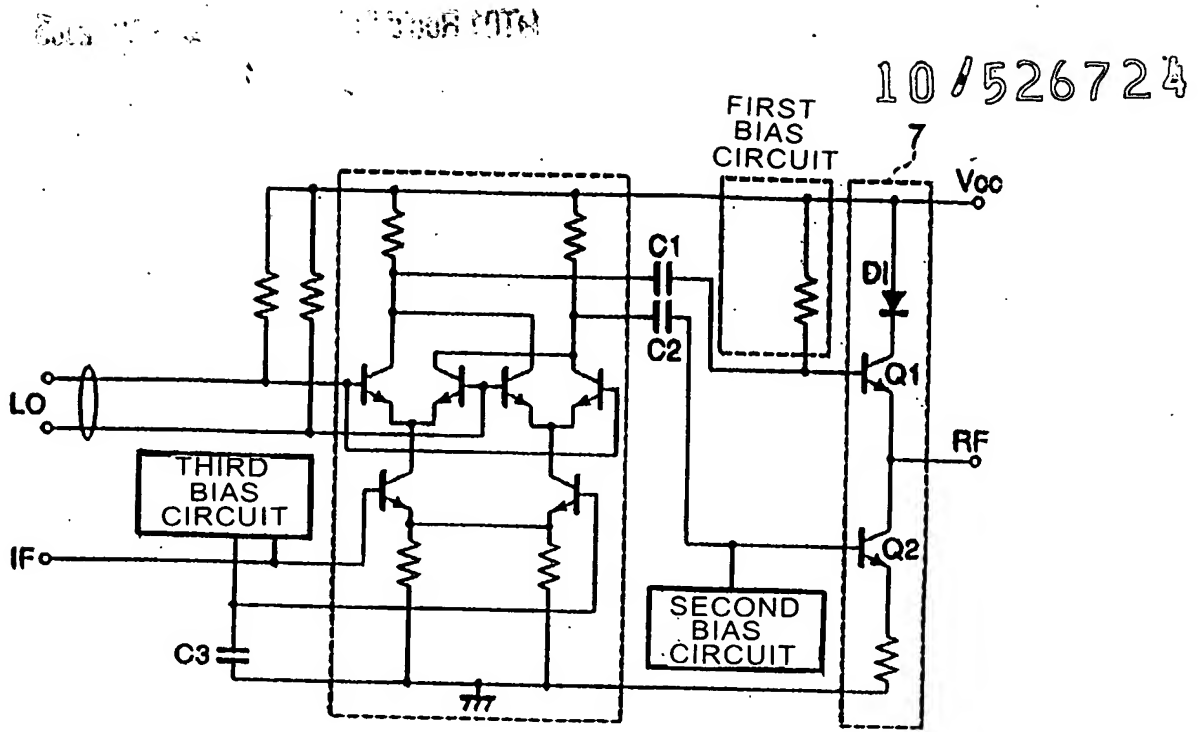 10/526724
FIRST
BIAS
CIRCUIT
7
Vcc
C1
C2
D1
Q1
LO
RF
THIRD
BIAS
CIRCUIT
IF
Q2
SECOND
BIAS
CIRCUIT
C3